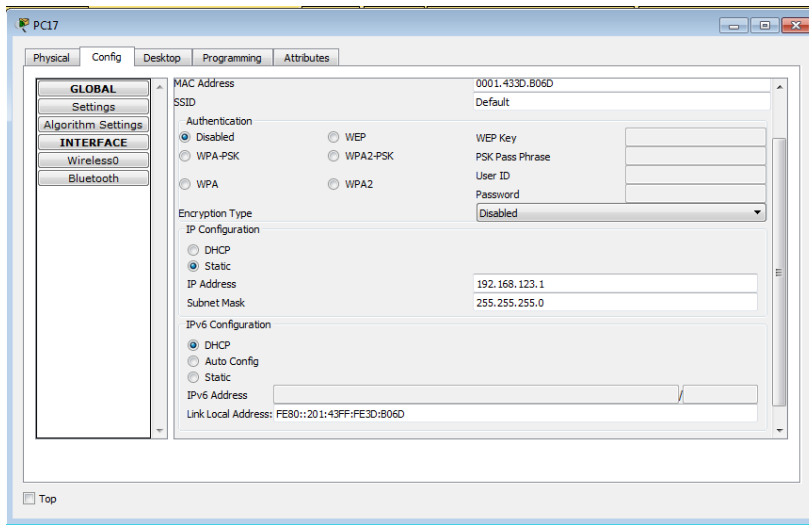 PC17
Physical Config Desktop Programming Attributes
GLOBAL
Settings
Algorithm Settings
INTERFACE
Wireless0
Bluetooth
MAC Address 0001.433D.B06D
SSID Default
Authentication
Disabled WEP WEP Key
WPA-PSK WPA2-PSK PSK Pass Phrase
User ID
WPA WPA2
Password
Encryption Type Disabled
IP Configuration
DHCP
Static
IP Address 192.168.123.1
Subnet Mask 255.255.255.0
IPv6 Configuration
DHCP
Auto Config
Static
IPv6 Address /
Link Local Address: FE80::201:43FF:FE3D:B06D
Top